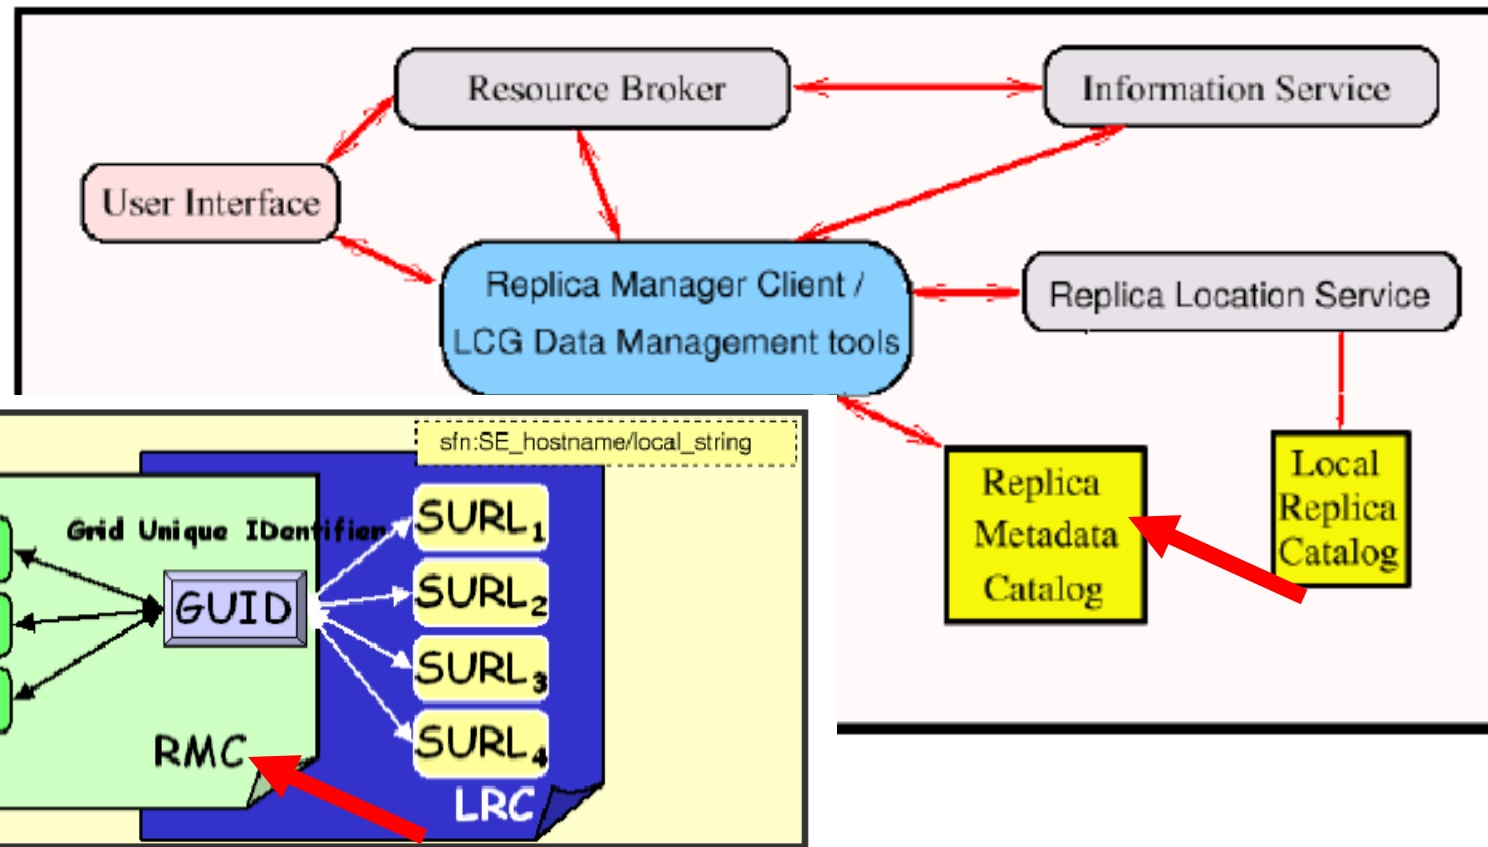 Resource Broker
Information Service
User Interface
Replica Manager Client /
LCG Data Management tools
Replica Location Service
Replica
Metadata
Catalog
Local
Replica
Catalog
sfn:SE_hostname/local_string
Grid Unique IDentifier
GUID
SURL1
SURL2
SURL3
SURL4
RMC
LRC